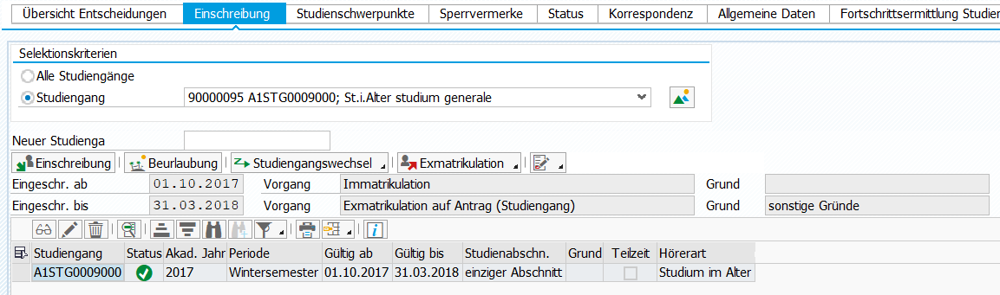 Übersicht Entscheidungen Einschreibung Studienschwerpunkte Sperrvermerke Status Korrespondenz Allgemeine Daten Fortschrittsermittlung Studien
Selektionskriterien
Alle Studiengänge
Studiengang 90000095 A1STG0009000; St.i.Alter studium generale
Neuer Studienga
Einschreibung Beurlaubung Studiengangswechsel Exmatrikulation
Eingeschr. ab 01.10.2017 Vorgang Immatrikulation Grund
Eingeschr. bis 31.03.2018 Vorgang Exmatrikulation auf Antrag (Studiengang) Grund sonstige Gründe
Studiengang Status Akad. Jahr Periode Gültig ab Gültig bis Studienabschn. Grund Teilzeit Hörerart
A1STG0009000 2017 Wintersemester 01.10.2017 31.03.2018 einziger Abschnitt Studium im Alter